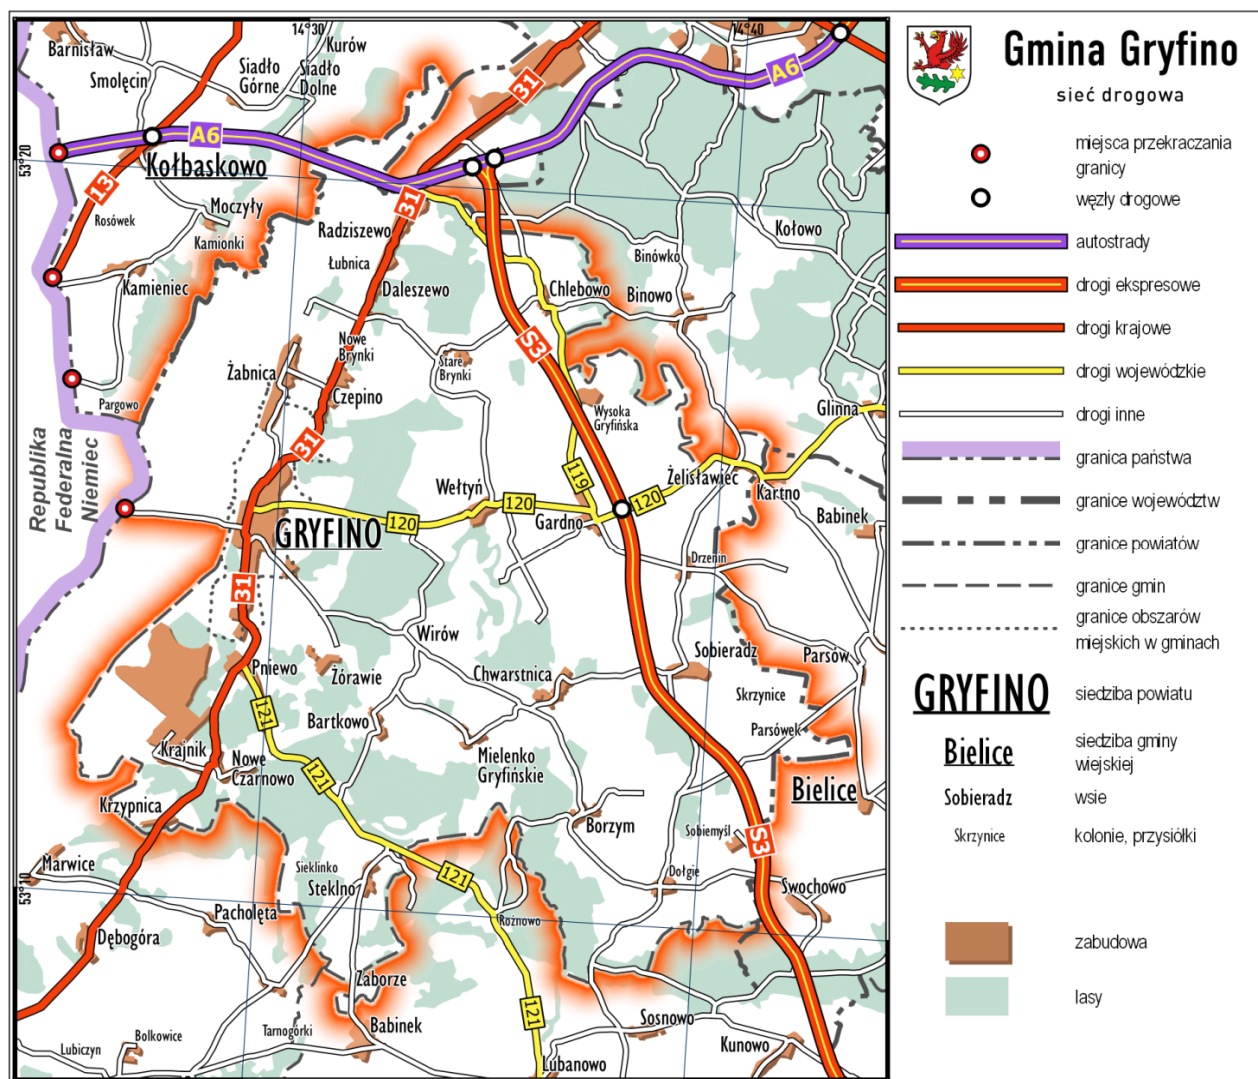 14°30
14°40
Barnisław
Kurów
Smolęcin
Siadło
Górne
Siadło
Dolne
31
A6
A6
53°20
Kołbaskowo
13
31
Rosówek
Moczyły
Kamionki
Radziszewo
Kołowo
Łubnica
Binówko
Kamieniec
Daleszewo
Chlebowo
Binowo
Nowe
Brynki
S3
Stare
Brynki
Żabnica
Czepino
Pargowo
Wysoka
Gryfińska
Glinna
31
Republika
Federalna
Niemiec
119
Żelisławiec
Wełtyń
Kartno
120
120
120
Gardno
Babinek
GRYFINO
Drzenin
31
Wirów
Sobieradz
Parsów
Pniewo
Żórawie
Chwarstnica
Skrzynice
121
Bartkowo
Parsówek
Krajnik
Nowe
Czarnowo
Mielenko
Gryfińskie
121
Bielice
Krzypnica
Borzym
Sobiemyśl
S3
Marwice
Sieklinko
Steklno
121
Dołgie
Swochowo
53°10
Pacholęta
Rożnowo
Dębogóra
Zaborze
121
Sosnowo
Tarnogórki
Babinek
Bolkowice
Kunowo
Lubiczyn
Lubanowo
Gmina Gryfino
sieć drogowa
miejsca przekraczania
granicy
węzły drogowe
autostrady
drogi ekspresowe
drogi krajowe
drogi wojewódzkie
drogi inne
granica państwa
granice województw
granice powiatów
granice gmin
granice obszarów
miejskich w gminach
GRYFINO siedziba powiatu
Bielice siedziba gminy
wiejskiej
Sobieradz wsie
Skrzynice kolonie, przysiółki
zabudowa
lasy